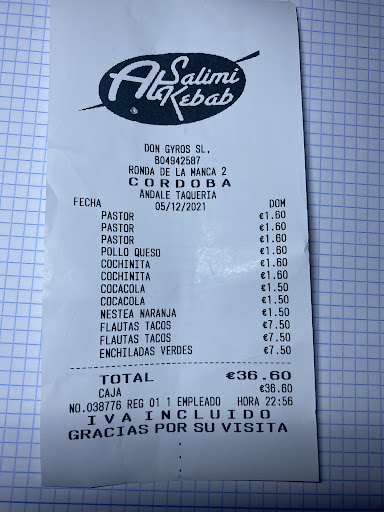 Al Salimi
Kebab
DON GYROS SL,
B04942587
RONDA DE LA MANCA 2
CORDOBA
ANDALE TAQUERIA
FECHA 05/12/2021 DOM
PASTOR €1.60
PASTOR €1.60
PASTOR €1.60
POLLO QUESO €1.60
COCHINITA €1.60
COCHINITA €1.60
COCACOLA €1.50
COCACOLA €1.50
NESTEA NARANJA €1.50
FLAUTAS TACOS €7.50
FLAUTAS TACOS €7.50
ENCHILADAS VERDES €7.50
TOTAL €36.60
CAJA €36.60
NO.038776 REG 01 1 EMPLEADO HORA 22:56
IVA INCLUIDO
GRACIAS POR SU VISITA